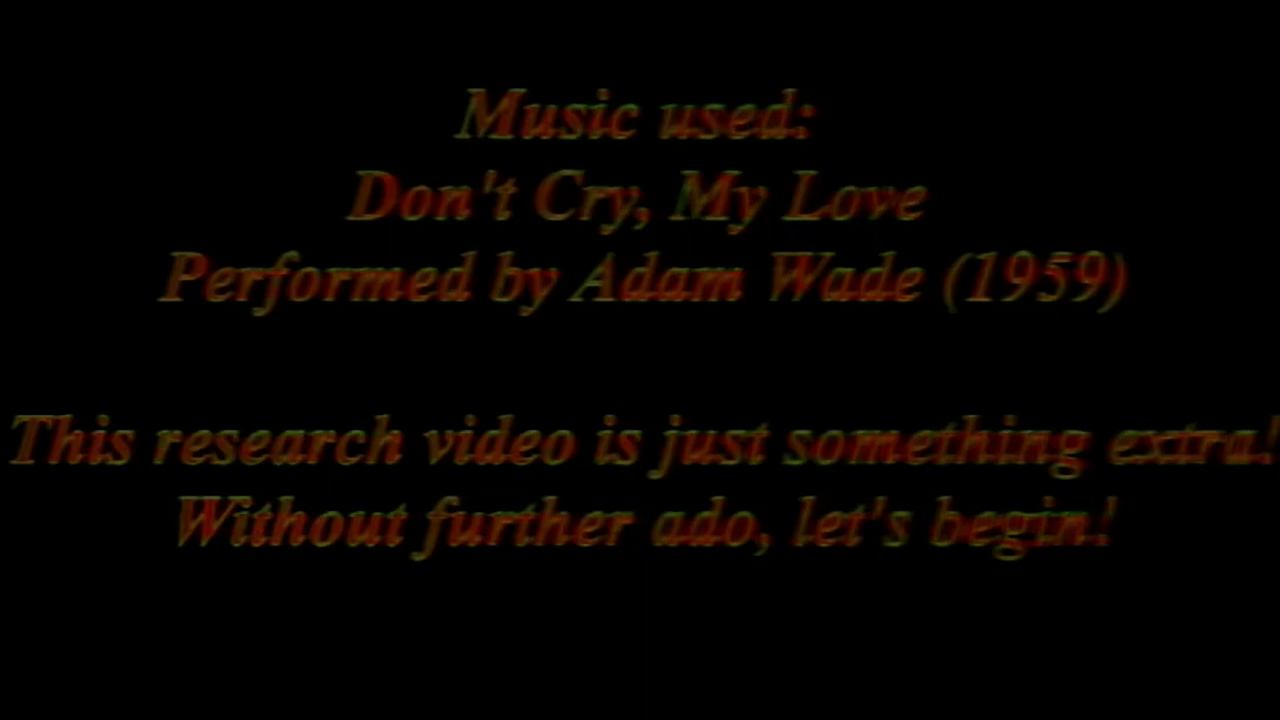 Music used:
Don't Cry, My Love
Performed by Adam Wade (1959)
This research video is just something extra!
Without further ado, let's begin!